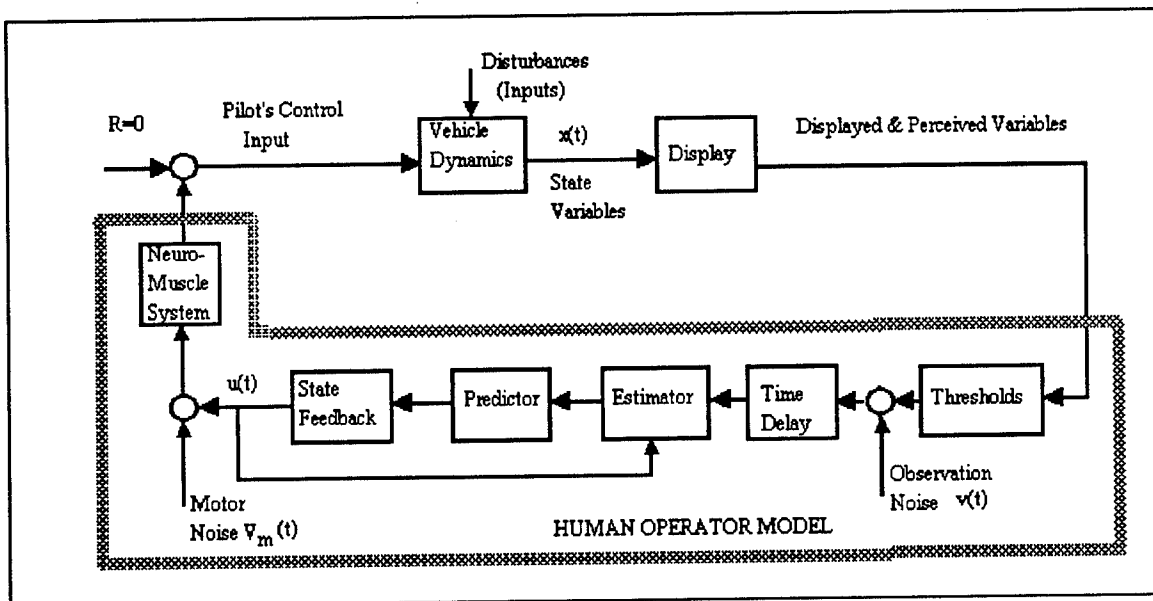 Disturbances
(Inputs)
R=0
Pilot's Control
Input
Vehicle
Dynamics
x(t)
State
Variables
Display
Displayed & Perceived Variables
Neuro-
Muscle
System
u(t)
State
Feedback
Predictor
Estimator
Time
Delay
Thresholds
Motor
Noise V_m(t)
Observation
Noise v(t)
HUMAN OPERATOR MODEL